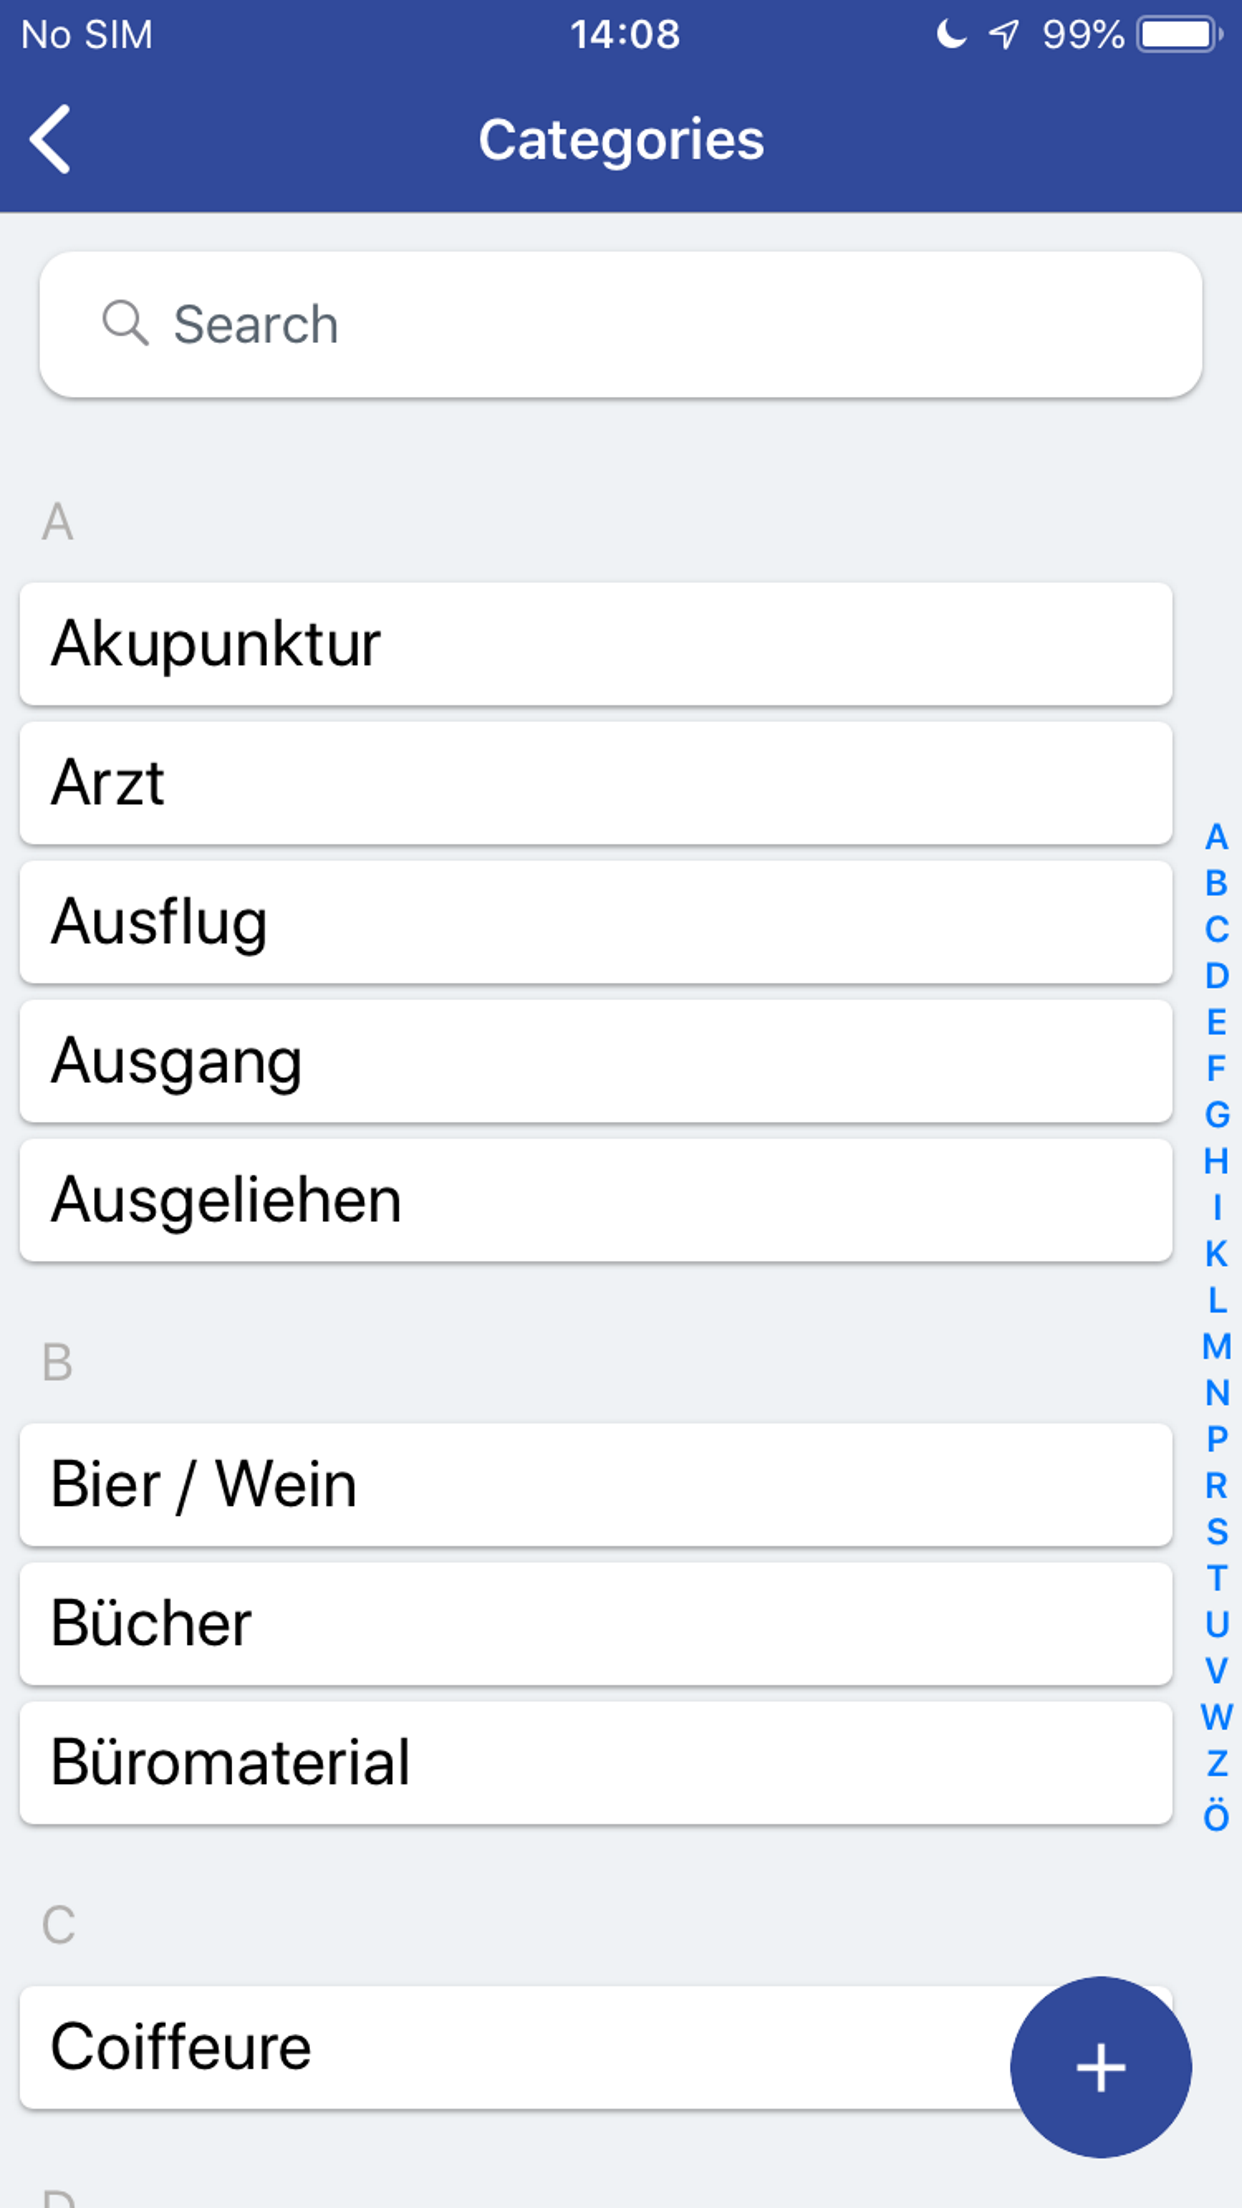 No SIM 14:08 99%
Categories
Search
A
Akupunktur
Arzt
Ausflug
Ausgang
Ausgeliehen
B
Bier / Wein
Bücher
Büromaterial
C
Coiffeure
+
D
A
B
C
D
E
F
G
H
I
K
L
M
N
P
R
S
T
U
V
W
Z
Ö